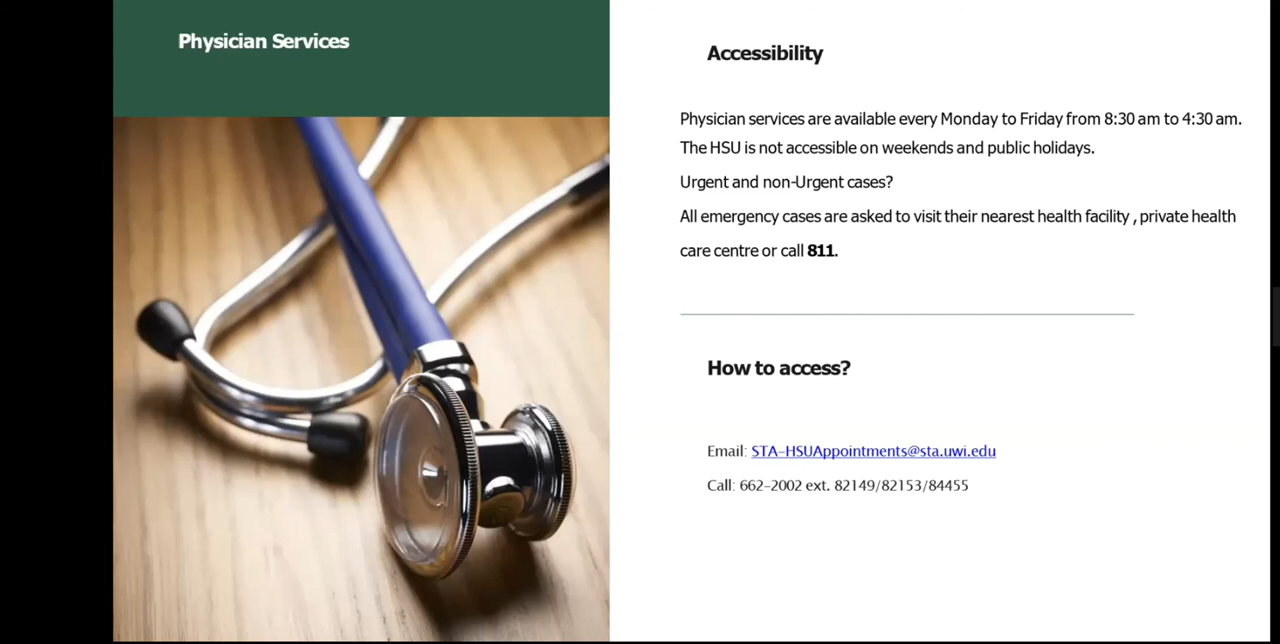 Physician Services
Accessibility
Physician services are available every Monday to Friday from 8:30 am to 4:30 am.
The HSU is not accessible on weekends and public holidays.
Urgent and non-Urgent cases?
All emergency cases are asked to visit their nearest health facility , private health
care centre or call 811.
How to access?
Email: STA-HSUAppointments@sta.uwi.edu
Call: 662-2002 ext. 82149/82153/84455